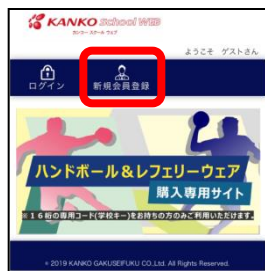 KANKO School WEB
カンコー スクール ウェブ
ようこそ ゲストさん
ログイン 新規会員登録
ハンドボール＆レフェリーウェア
購入専用サイト
※１６桁の専用コード(学校キー)をお持ちの方のみご利用いただけます。
© 2019 KANKO GAKUSEIFUKU CO.,Ltd. All Rights Reserved.